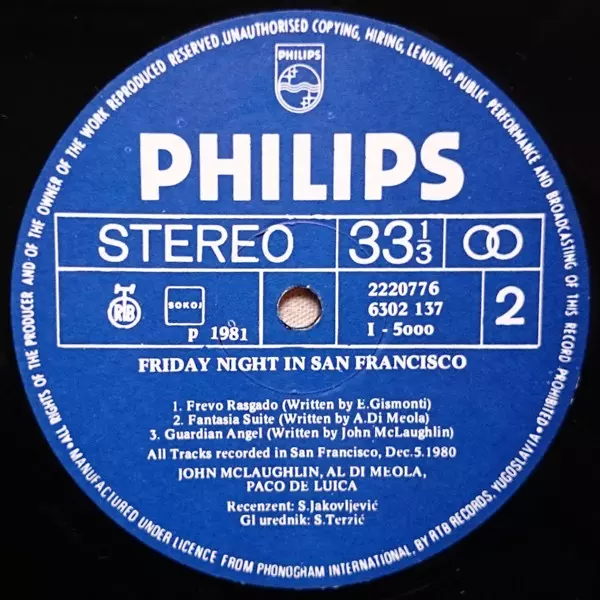 ALL RIGHTS OF THE PRODUCER AND OF THE OWNER OF THE WORK REPRODUCED RESERVED. UNAUTHORISED COPYING, HIRING, LENDING, PUBLIC PERFORMANCE AND BROADCASTING OF THIS RECORD PROHIBITED
PHILIPS
PHILIPS
STEREO 33 1/3
RTB SOKOJ
p 1981
2220776
6302 137
I - 5000
2
FRIDAY NIGHT IN SAN FRANCISCO
1. Frevo Rasgado (Written by E.Gismonti)
2. Fantasia Suite (Written by A.Di Meola)
3. Guardian Angel (Written by John McLaughlin)
All Tracks recorded in San Francisco, Dec.5.1980
JOHN MCLAUGHLIN, AL DI MEOLA,
PACO DE LUICA
Recenzent: S.Jakovljević
Gl urednik: S.Terzić
MANUFACTURED UNDER LICENCE FROM PHONOGRAM INTERNATIONAL, BY RTB RECORDS, YUGOSLAVIA